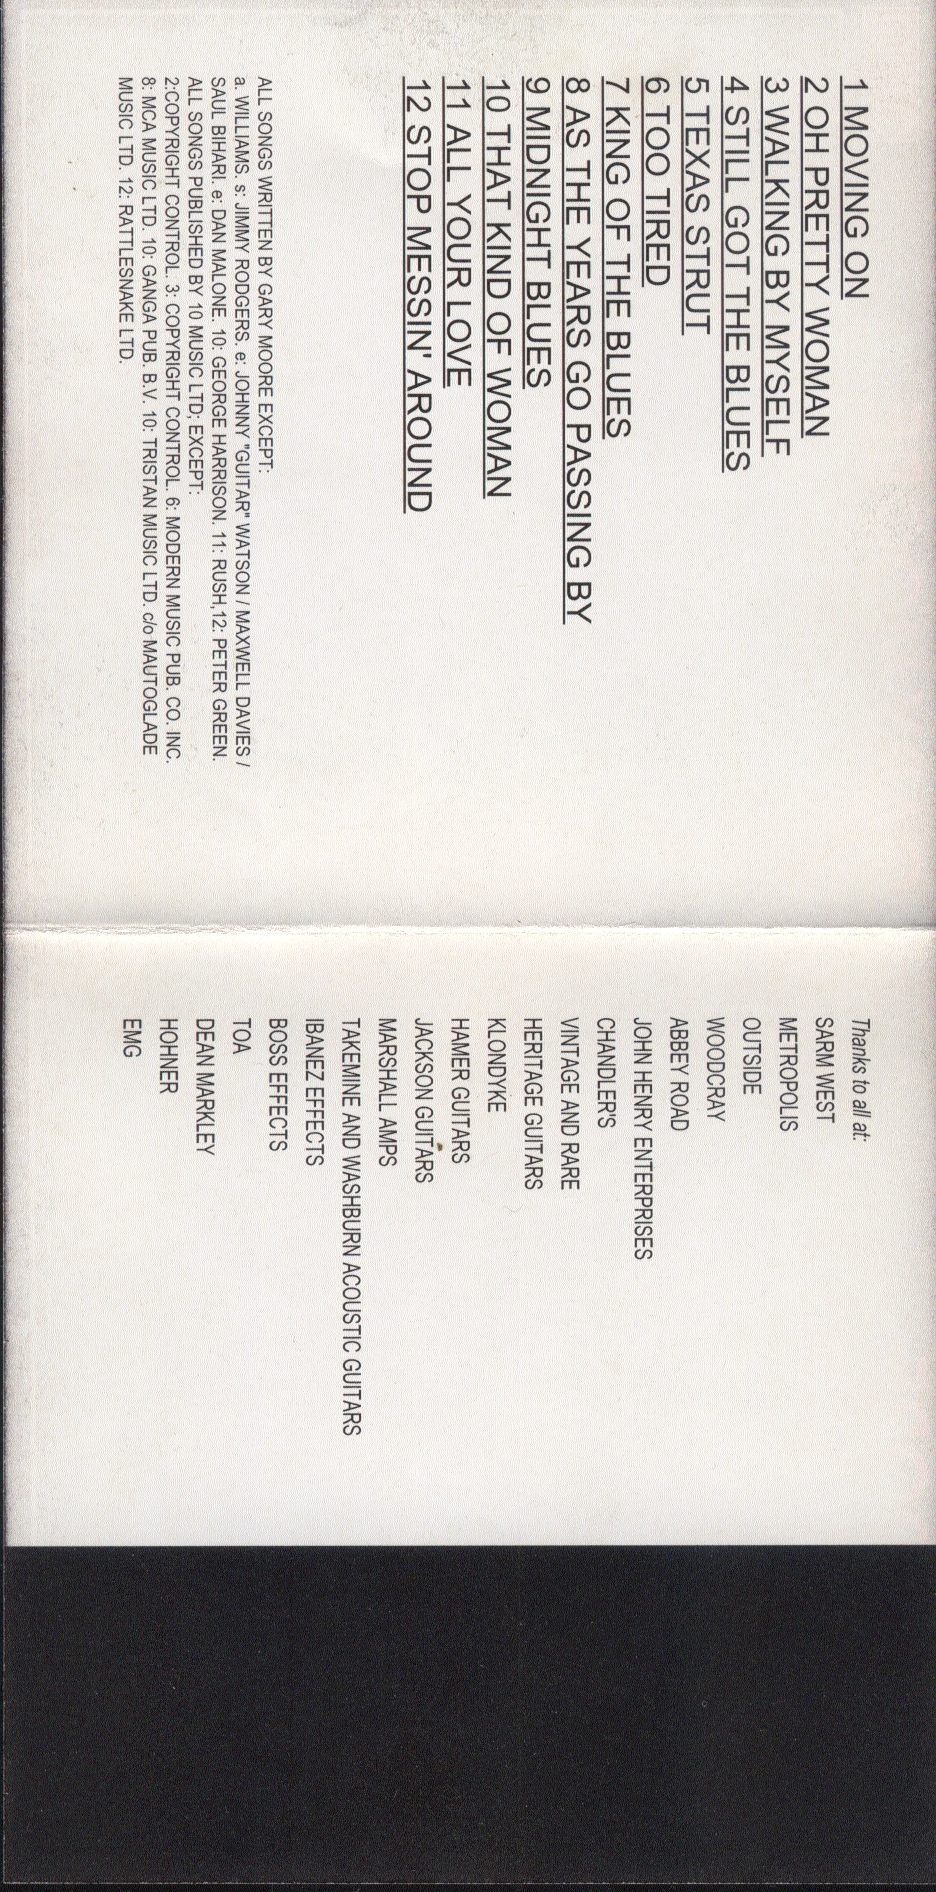 1 MOVING ON
2 OH PRETTY WOMAN
3 WALKING BY MYSELF
4 STILL GOT THE BLUES
5 TEXAS STRUT
6 TOO TIRED
7 KING OF THE BLUES
8 AS THE YEARS GO PASSING BY
9 MIDNIGHT BLUES
10 THAT KIND OF WOMAN
11 ALL YOUR LOVE
12 STOP MESSIN' AROUND
ALL SONGS WRITTEN BY GARY MOORE EXCEPT:
a. WILLIAMS. s: JIMMY RODGERS. e: JOHNNY "GUITAR" WATSON / MAXWELL DAVIES /
SAUL BIHARI. e: DAN MALONE. 10: GEORGE HARRISON. 11: RUSH,12: PETER GREEN.
ALL SONGS PUBLISHED BY 10 MUSIC LTD; EXCEPT:
2:COPYRIGHT CONTROL. 3: COPYRIGHT CONTROL. 6: MODERN MUSIC PUB. CO. INC.
8: MCA MUSIC LTD. 10: GANGA PUB. B.V. 10: TRISTAN MUSIC LTD. c/o MAUTOGLADE
MUSIC LTD. 12: RATTLESNAKE LTD.
Thanks to all at:
SARM WEST
METROPOLIS
OUTSIDE
WOODCRAY
ABBEY ROAD
JOHN HENRY ENTERPRISES
CHANDLER'S
VINTAGE AND RARE
HERITAGE GUITARS
KLONDYKE
HAMER GUITARS
JACKSON GUITARS
MARSHALL AMPS
TAKEMINE AND WASHBURN ACOUSTIC GUITARS
IBANEZ EFFECTS
BOSS EFFECTS
TOA
DEAN MARKLEY
HOHNER
EMG